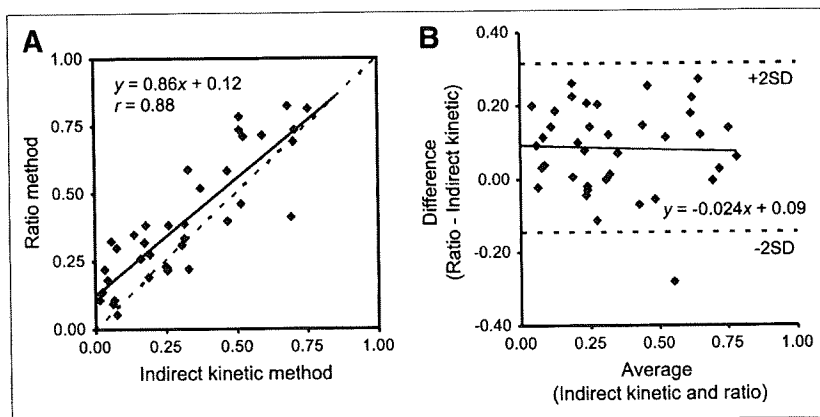 A
1.00
0.75
0.50
0.25
0.00
Ratio method
y = 0.86x + 0.12
r = 0.88
0.00 0.25 0.50 0.75 1.00
Indirect kinetic method
B
0.40
0.20
0.00
-0.20
-0.40
Difference
(Ratio - Indirect kinetic)
+2SD
y = -0.024x + 0.09
-2SD
0.00 0.25 0.50 0.75 1.00
Average
(Indirect kinetic and ratio)